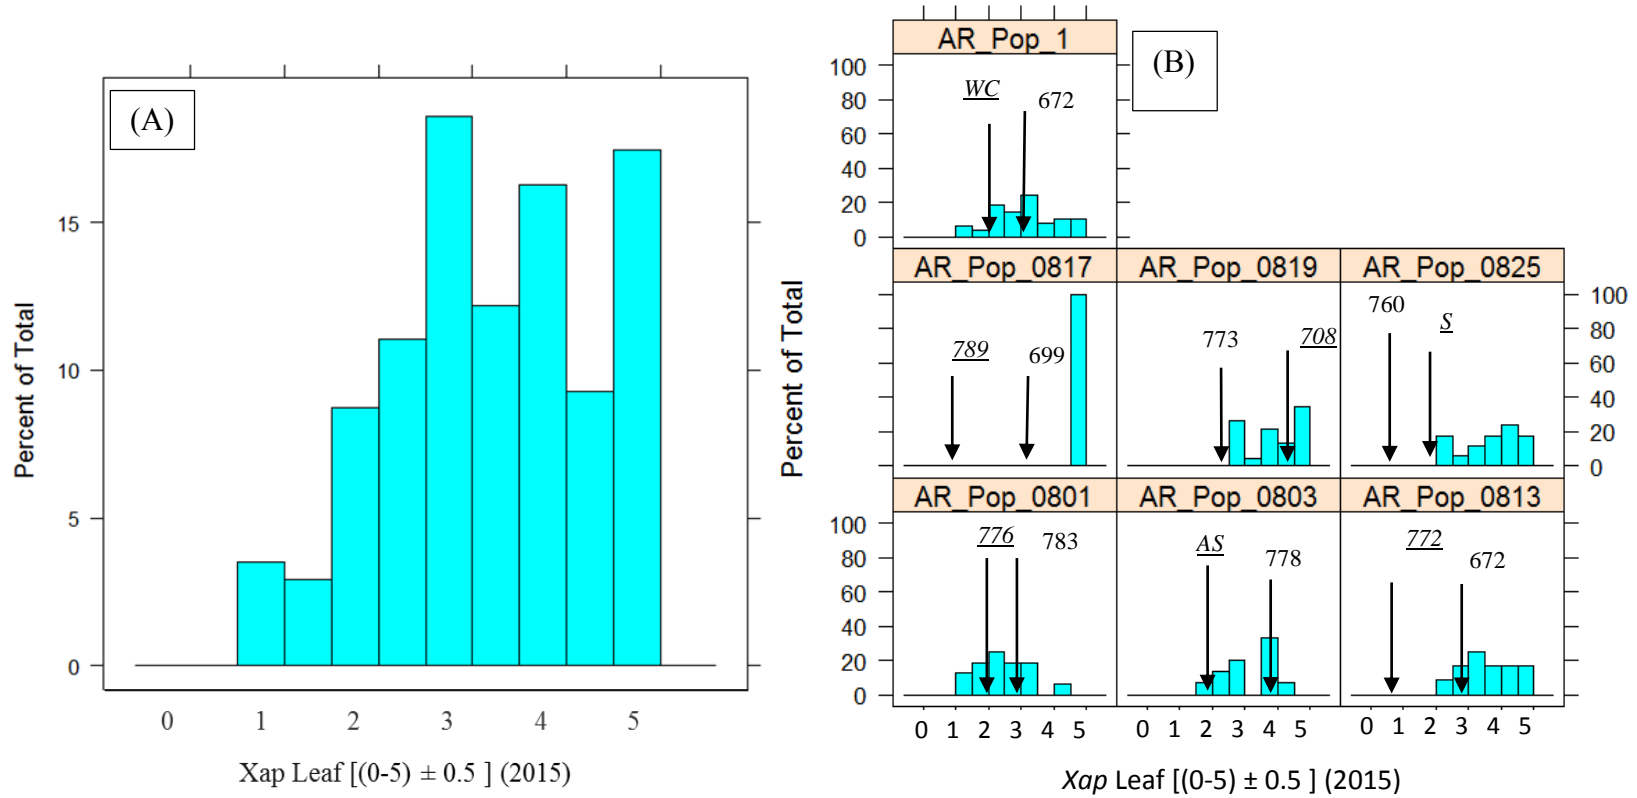 (A)
Percent of Total
15
10
5
0
0 1 2 3 4 5
Xap Leaf [(0-5) ± 0.5 ] (2015)
(B)
Percent of Total
AR_Pop_1
100
80
60
40
20
0
WC
672
AR_Pop_0817
AR_Pop_0819
AR_Pop_0825
789
699
773
708
760
S
100
80
60
40
20
0
AR_Pop_0801
AR_Pop_0803
AR_Pop_0813
100
80
60
40
20
0
776
783
AS
778
772
672
0 1 2 3 4 5
0 1 2 3 4 5
0 1 2 3 4 5
Xap Leaf [(0-5) ± 0.5 ] (2015)